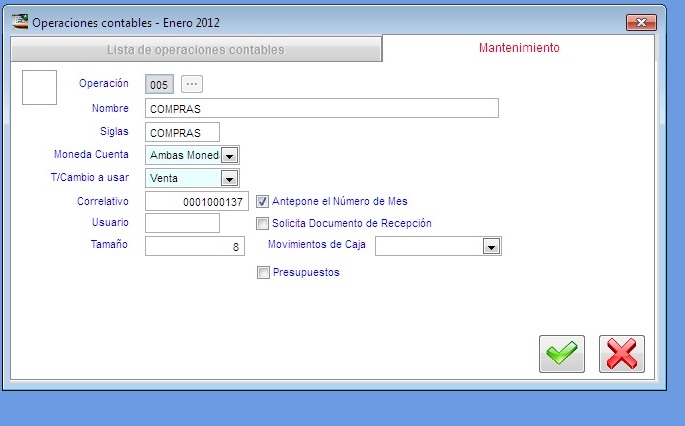 Operaciones contables - Enero 2012
Lista de operaciones contables
Mantenimiento
Operación 005 ...
Nombre COMPRAS
Siglas COMPRAS
Moneda Cuenta Ambas Moned
T/Cambio a usar Venta
Correlativo 0001000137 Antepone el Número de Mes
Usuario Solicita Documento de Recepción
Tamaño 8 Movimientos de Caja
Presupuestos